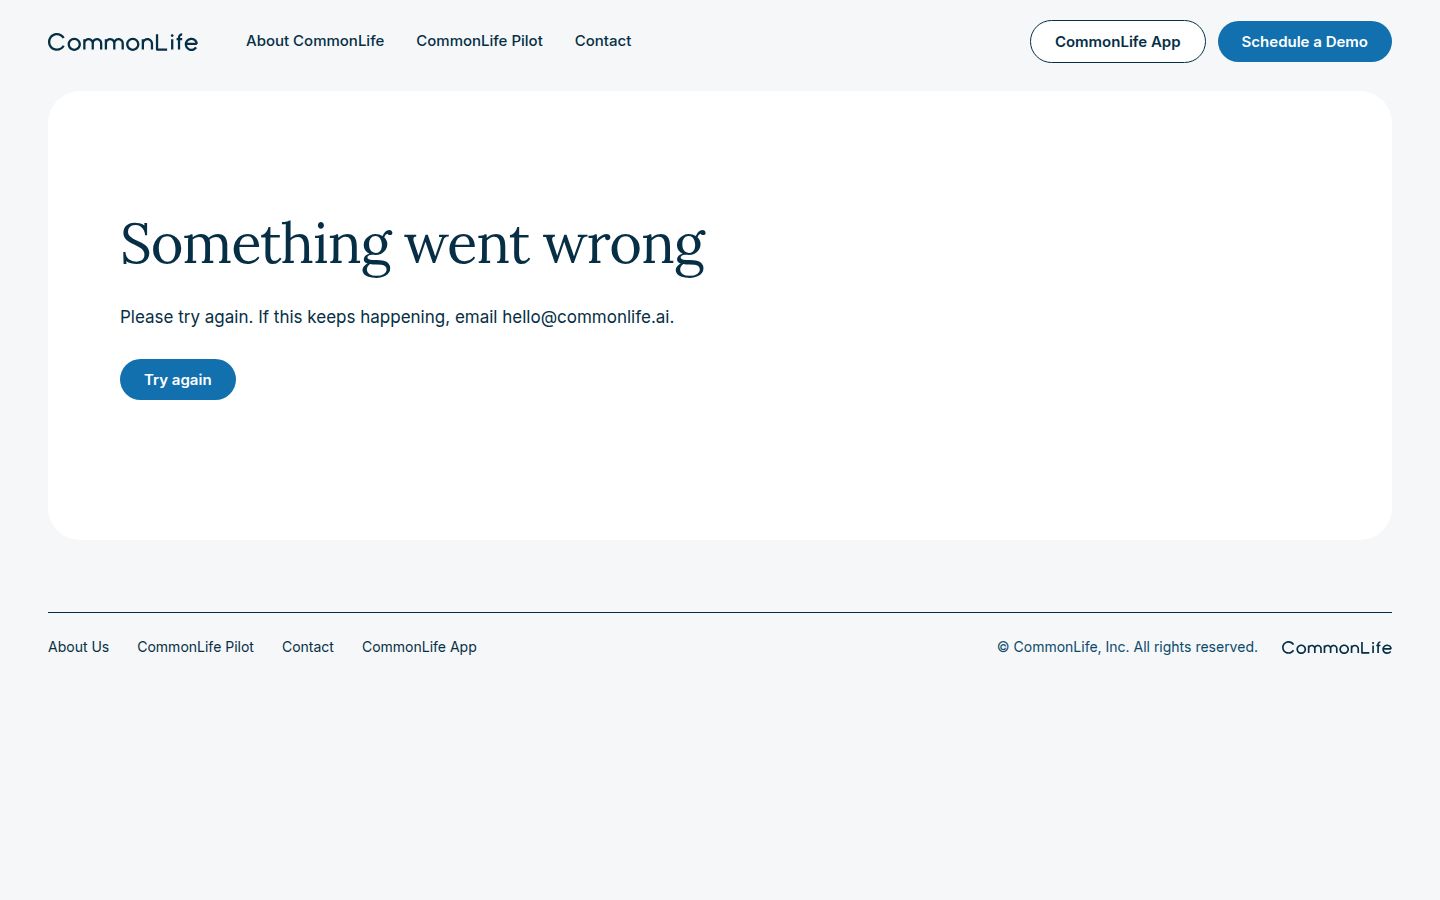 CommonLife
About CommonLife
CommonLife Pilot
Contact
CommonLife App
Schedule a Demo
Something went wrong
Please try again. If this keeps happening, email hello@commonlife.ai.
Try again
About Us
CommonLife Pilot
Contact
CommonLife App
© CommonLife, Inc. All rights reserved.
CommonLife